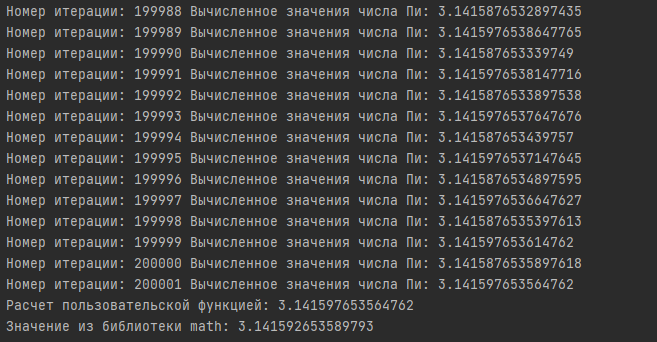 Номер итерации: 199988 Вычисленное значения числа Пи: 3.1415876532897435
Номер итерации: 199989 Вычисленное значения числа Пи: 3.1415976538647765
Номер итерации: 199990 Вычисленное значения числа Пи: 3.1415876533397​49
Номер итерации: 199991 Вычисленное значения числа Пи: 3.1415976538147716
Номер итерации: 199992 Вычисленное значения числа Пи: 3.1415876533897538
Номер итерации: 199993 Вычисленное значения числа Пи: 3.1415976537647676
Номер итерации: 199994 Вычисленное значения числа Пи: 3.141587653439757
Номер итерации: 199995 Вычисленное значения числа Пи: 3.1415976537147645
Номер итерации: 199996 Вычисленное значения числа Пи: 3.1415876534897595
Номер итерации: 199997 Вычисленное значения числа Пи: 3.1415976536647627
Номер итерации: 199998 Вычисленное значения числа Пи: 3.1415876535397613
Номер итерации: 199999 Вычисленное значения числа Пи: 3.141597653614762
Номер итерации: 200000 Вычисленное значения числа Пи: 3.1415876535897618
Номер итерации: 200001 Вычисленное значения числа Пи: 3.141597653564762
Расчет пользовательской функцией: 3.141597653564762
Значение из библиотеки math: 3.141592653589793